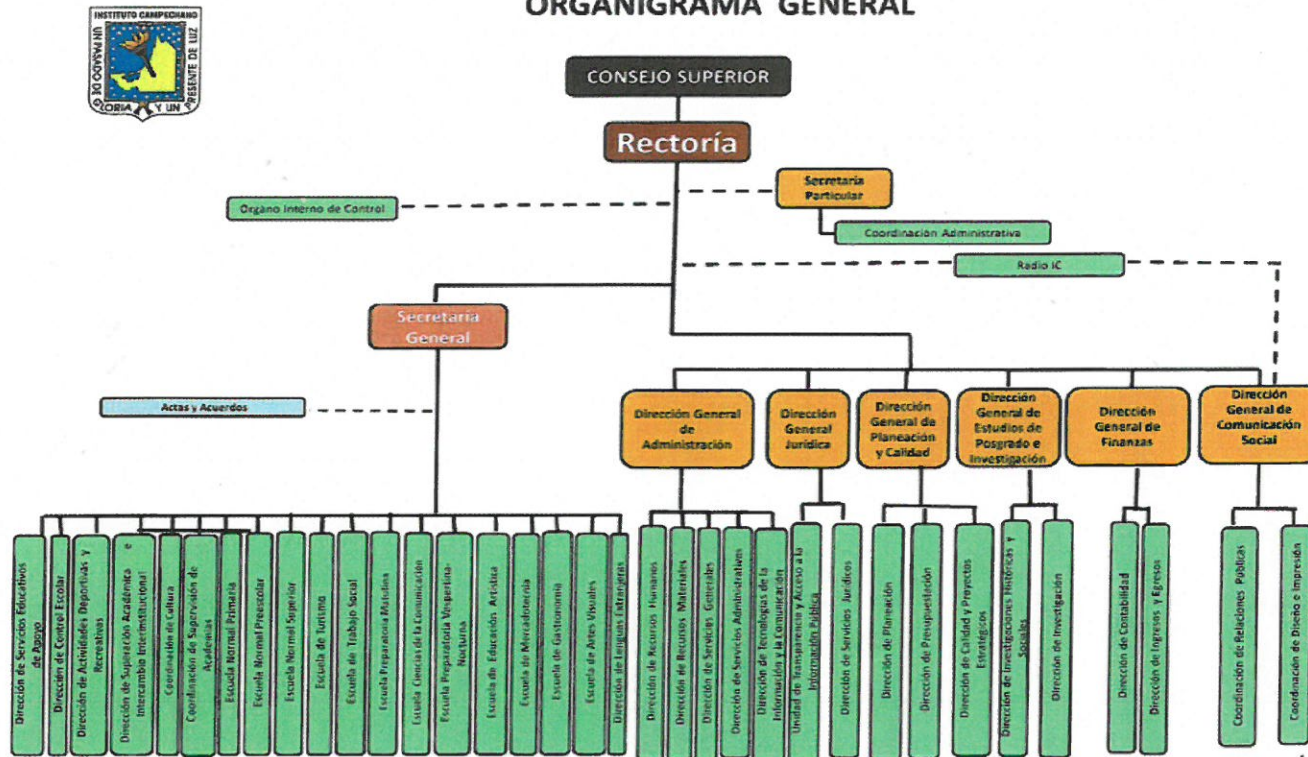 ORGANIGRAMA GENERAL
INSTITUTO CAMPECHANO
UN PASADO DE GLORIA Y UN PRESENTE DE LUZ
CONSEJO SUPERIOR
Rectoría
Secretaría
Particular
Organo Interno de Control
Coordinación Administrativa
Radio IC
Secretaría
General
Actas y Acuerdos
Dirección General
de
Administración
Dirección
General
Jurídica
Dirección
General de
Planeación
y Calidad
Dirección
General de
Estudios de
Posgrado e
Investigación
Dirección
General de
Finanzas
Dirección
General de
Comunicación
Social
Dirección de Servicios Educativos
de Apoyo
Dirección de Control Escolar
Dirección de Actividades Deportivas y
Recreativas
Dirección de Superación Académica e
Intercambio Interinstitucional
Coordinación de Cultura
Coordinación de Supervisión de
Academias
Escuela Normal Primaria
Escuela Normal Preescolar
Escuela Normal Superior
Escuela de Turismo
Escuela de Trabajo Social
Escuela Preparatoria Matutina
Escuela Ciencias de la Comunicación
Escuela Preparatoria Vespertina-
Nocturna
Escuela de Educación Artística
Escuela de Mercadotecnia
Escuela de Gastronomía
Escuela de Artes Visuales
Dirección de Lenguas Extranjeras
Dirección de Recursos Humanos
Dirección de Recursos Materiales
Dirección de Servicios Generales
Dirección de Servicios Administrativos
Dirección de Tecnologías de la
Información y la Comunicación
Unidad de Transparencia y Acceso a la
Información Pública
Dirección de Servicios Jurídicos
Dirección de Planeación
Dirección de Presupuestación
Dirección de Calidad y Proyectos
Estratégicos
Dirección de Investigaciones Históricas y
Sociales
Dirección de Investigación
Dirección de Contabilidad
Dirección de Ingresos y Egresos
Coordinación de Relaciones Públicas
Coordinación de Diseño e Impresión